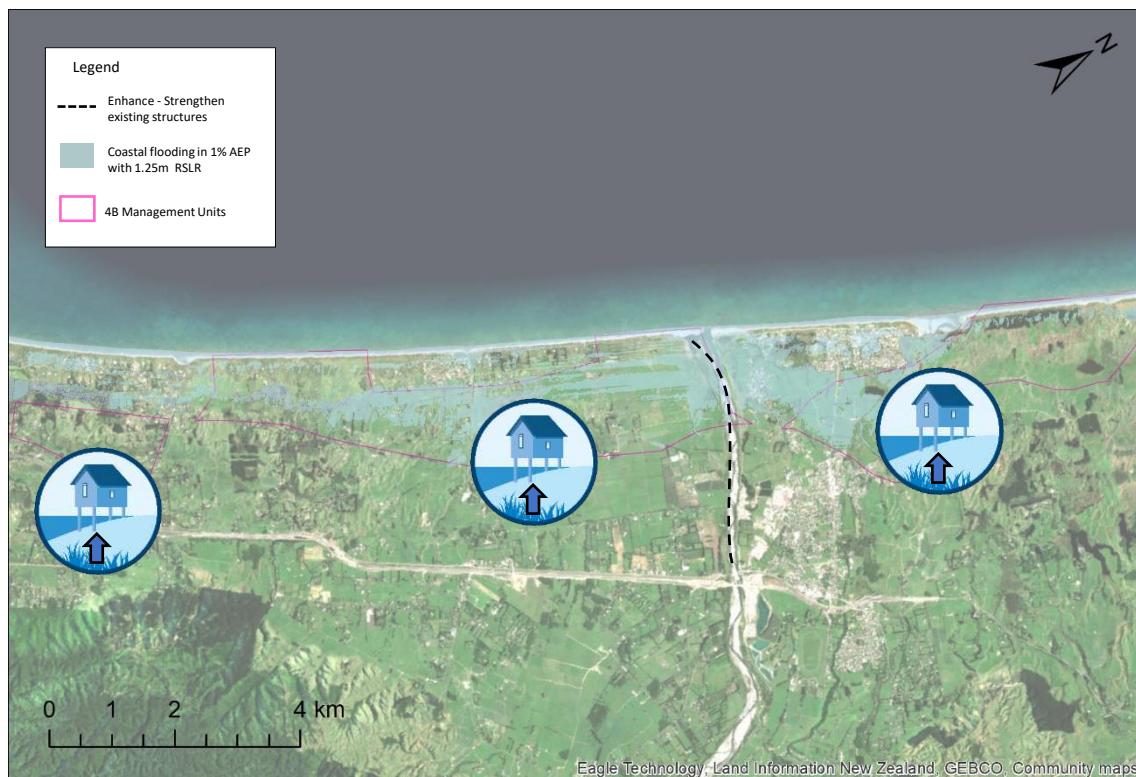 N
Legend
Enhance - Strengthen
existing structures
Coastal flooding in 1% AEP
with 1.25m RSLR
4B Management Units
0 1 2 4 km
Eagle Technology, Land Information New Zealand, GEBCO, Community maps